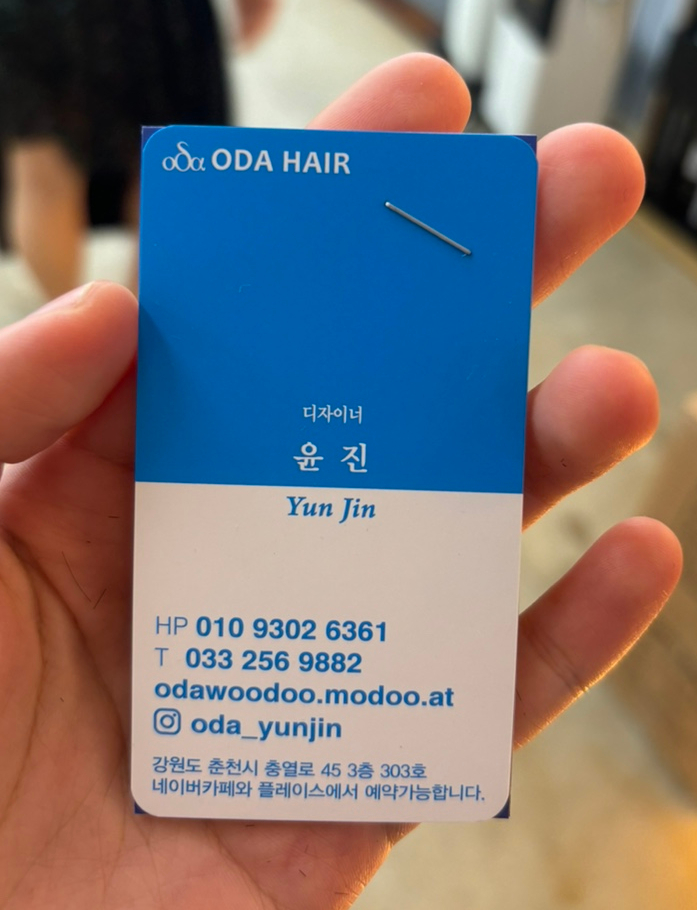 oδα ODA HAIR
디자이너
윤 진
Yun Jin
HP 010 9302 6361
T 033 256 9882
odawoodoo.modoo.at
oda_yunjin
강원도 춘천시 충열로 45 3층 303호
네이버카페와 플레이스에서 예약가능합니다.